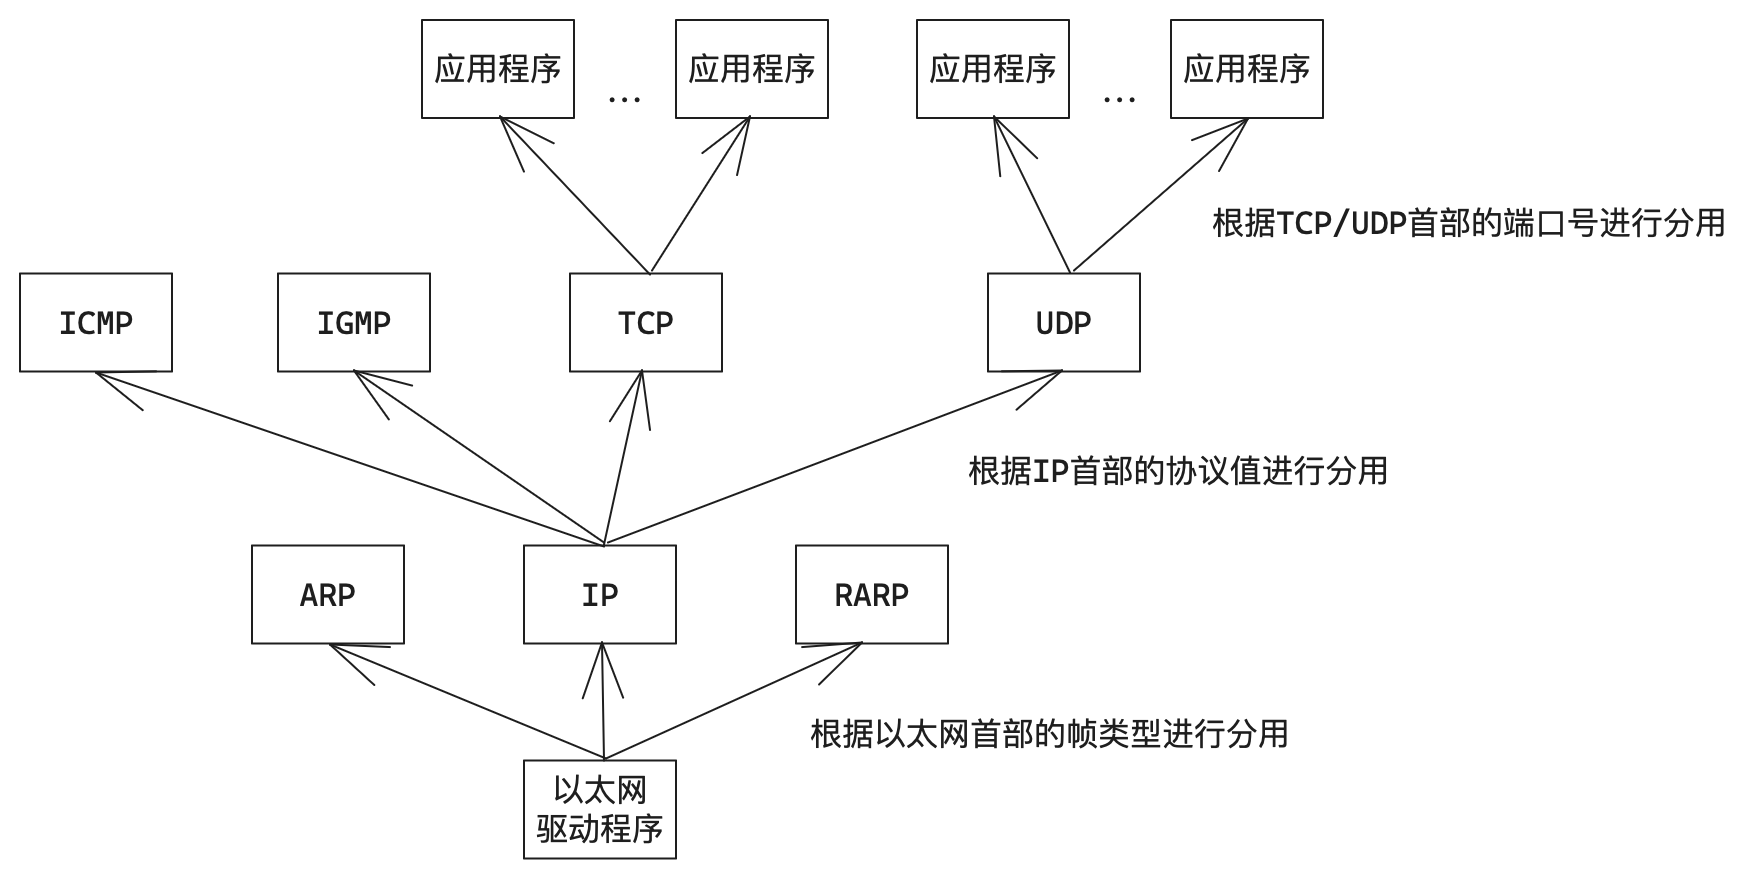 应用程序
...
应用程序
应用程序
...
应用程序
根据TCP/UDP首部的端口号进行分用
ICMP
IGMP
TCP
UDP
根据IP首部的协议值进行分用
ARP
IP
RARP
根据以太网首部的帧类型进行分用
以太网
驱动程序